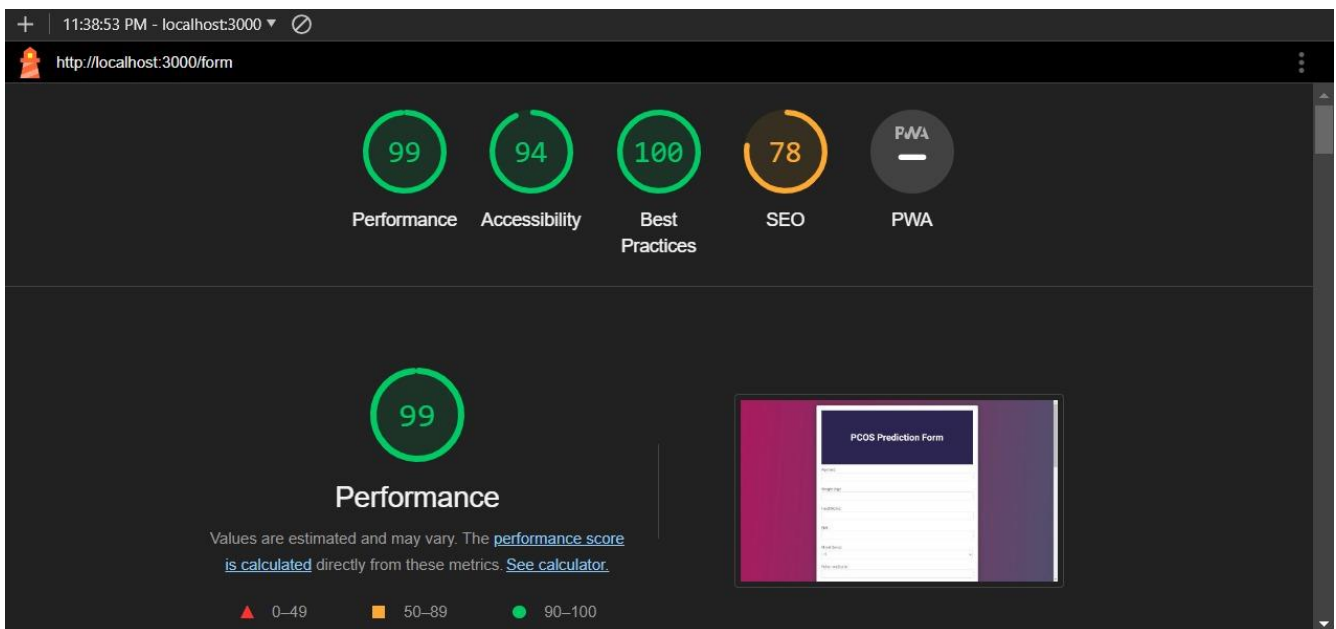 11:38:53 PM - localhost:3000
http://localhost:3000/form
99
94
100
78
PWA
Performance
Accessibility
Best
Practices
SEO
PWA
99
PCOS Prediction Form
Performance
Values are estimated and may vary. The performance score
is calculated directly from these metrics. See calculator.
0–49
50–89
90–100